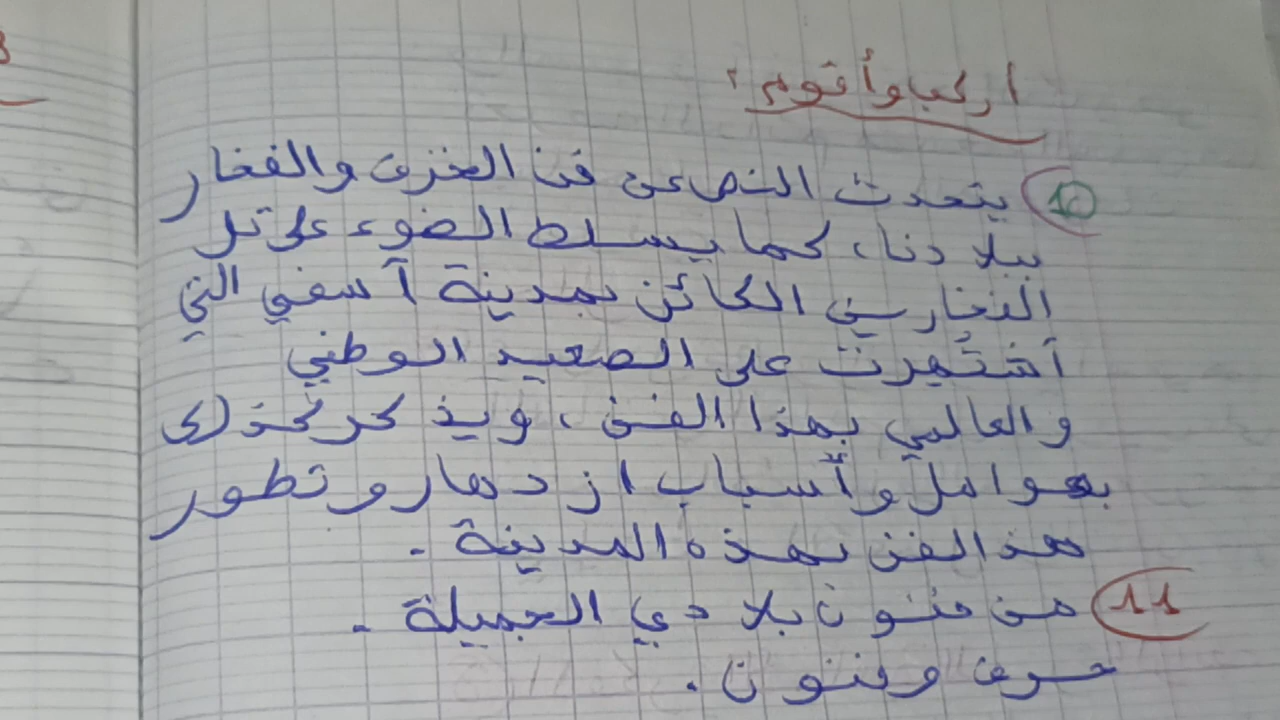 أركب وأقوم :
10 يتحدث النص عن فن الخزف والفخار
ببلادنا، كما يسلط الضوء على تل
الفخارين الكائن بمدينة آسفي التي
آشتهرت على الصعيد الوطني
والعالمي بهذا الفن، ويذكر كذلك
بعوامل وأسباب ازدهار وتطور
هذا الفن بهذه المدينة .
11 من فنون بلادي الجميلة .
حرف وفنون .